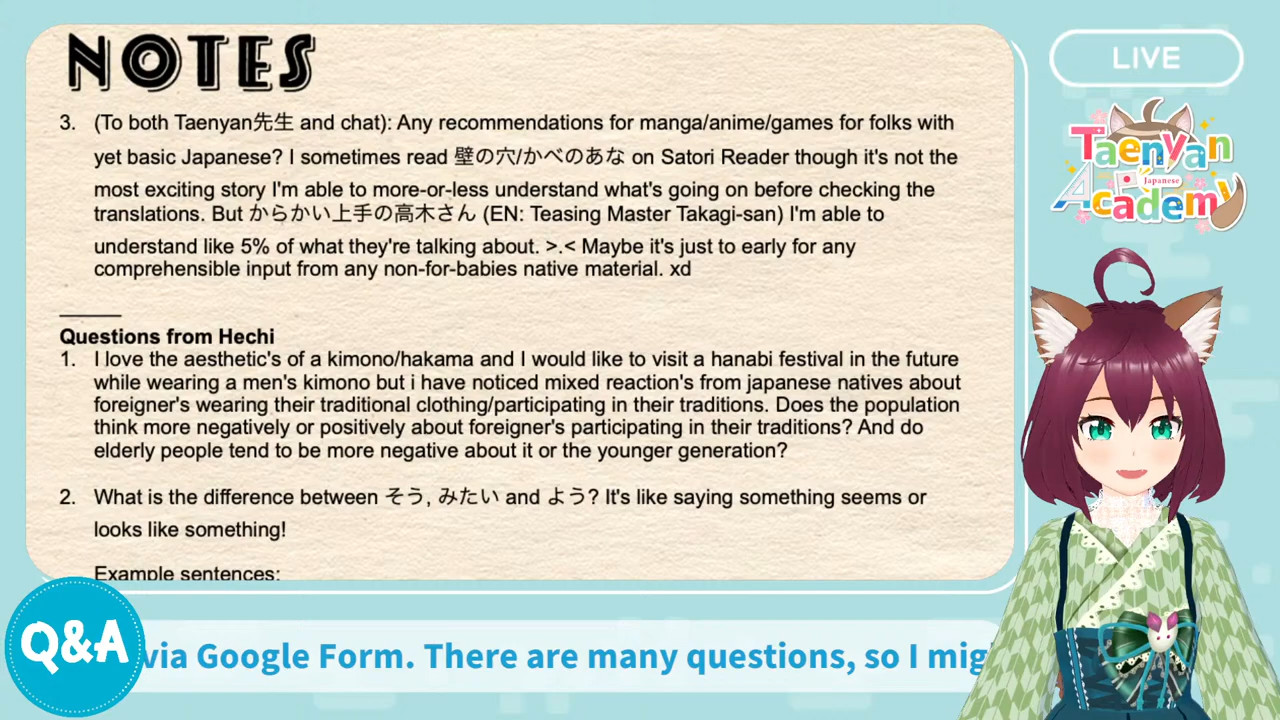 NOTES
3. (To both Taenyan先生 and chat): Any recommendations for manga/anime/games for folks with
yet basic Japanese? I sometimes read 壁の穴/かべのあな on Satori Reader though it's not the
most exciting story I'm able to more-or-less understand what's going on before checking the
translations. But からかい上手の高木さん (EN: Teasing Master Takagi-san) I'm able to
understand like 5% of what they're talking about. >.< Maybe it's just to early for any
comprehensible input from any non-for-babies native material. xd
Questions from Hechi
1. I love the aesthetic's of a kimono/hakama and I would like to visit a hanabi festival in the future
while wearing a men's kimono but i have noticed mixed reaction's from japanese natives about
foreigner's wearing their traditional clothing/participating in their traditions. Does the population
think more negatively or positively about foreigner's participating in their traditions? And do
elderly people tend to be more negative about it or the younger generation?
2. What is the difference between そう, みたい and よう? It's like saying something seems or
looks like something!
Example sentences:
LIVE
Taenyan
Japanese
Academy
Q&A
via Google Form. There are many questions, so I mig